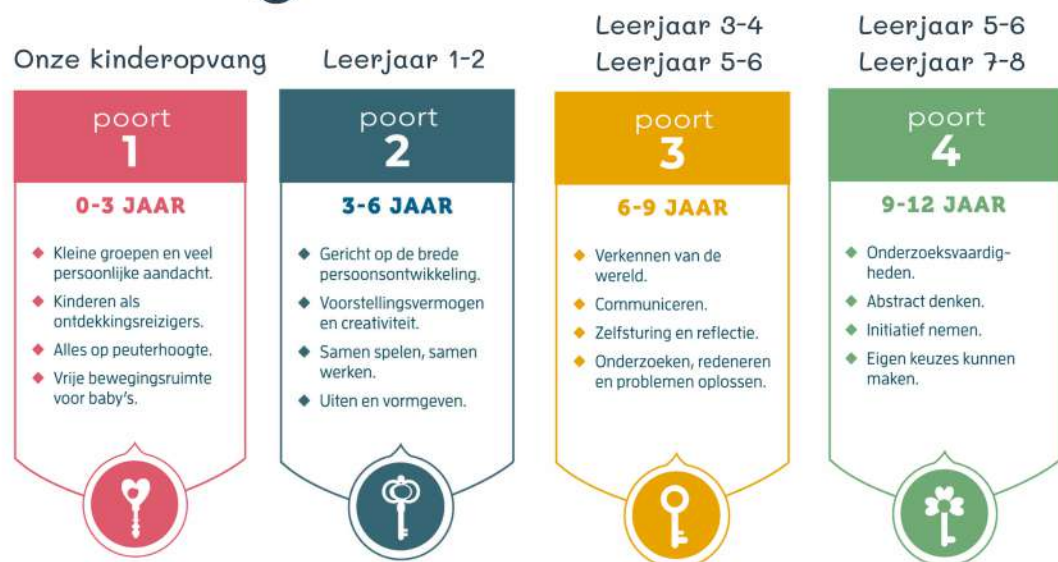 Onze kinderopvang
poort
1
0-3 JAAR
Kleine groepen en veel
persoonlijke aandacht.
Kinderen als
ontdekkingsreizigers.
Alles op peuterhoogte.
Vrije bewegingsruimte
voor baby's.
Leerjaar 1-2
poort
2
3-6 JAAR
Gericht op de brede
persoonsontwikkeling.
Voorstellingsvermogen
en creativiteit.
Samen spelen, samen
werken.
Uiten en vormgeven.
Leerjaar 3-4
Leerjaar 5-6
poort
3
6-9 JAAR
Verkennen van de
wereld.
Communiceren.
Zelfsturing en reflectie.
Onderzoeken, redeneren
en problemen oplossen.
Leerjaar 5-6
Leerjaar 7-8
poort
4
9-12 JAAR
Onderzoeksvaardig-
heden.
Abstract denken.
Initiatief nemen.
Eigen keuzes kunnen
maken.